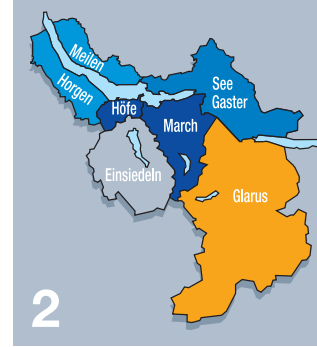 Meilen
Horgen
See
Gaster
Höfe
March
Einsiedeln
Glarus
2